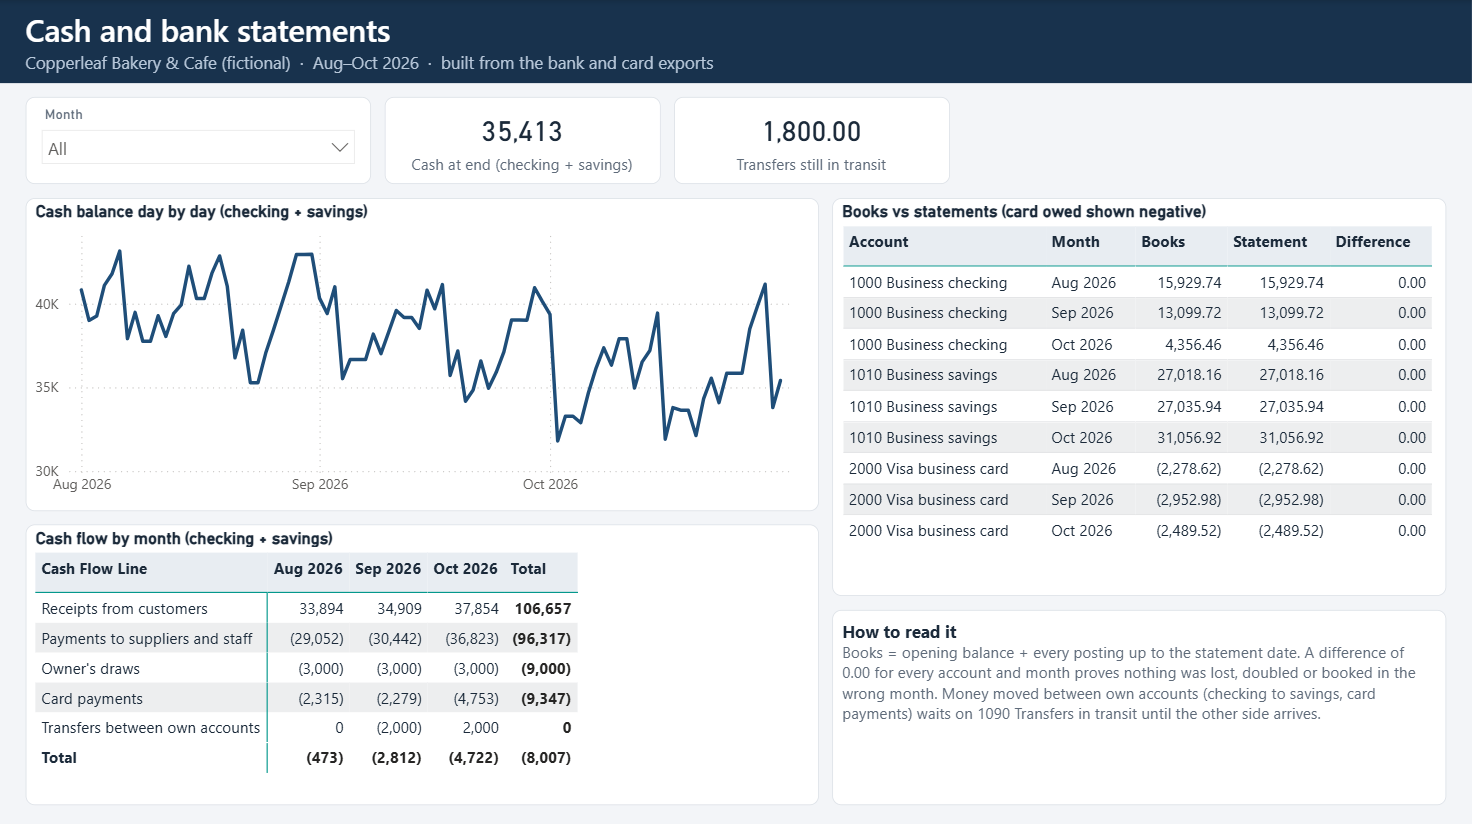 Cash and bank statements
Copperleaf Bakery & Cafe (fictional) · Aug–Oct 2026 · built from the bank and card exports
Month
All
35,413
Cash at end (checking + savings)
1,800.00
Transfers still in transit
Cash balance day by day (checking + savings)
40K
35K
30K
Aug 2026 Sep 2026 Oct 2026
Cash flow by month (checking + savings)
Cash Flow Line Aug 2026 Sep 2026 Oct 2026 Total
Receipts from customers 33,894 34,909 37,854 106,657
Payments to suppliers and staff (29,052) (30,442) (36,823) (96,317)
Owner's draws (3,000) (3,000) (3,000) (9,000)
Card payments (2,315) (2,279) (4,753) (9,347)
Transfers between own accounts 0 (2,000) 2,000 0
Total (473) (2,812) (4,722) (8,007)
Books vs statements (card owed shown negative)
Account Month Books Statement Difference
1000 Business checking Aug 2026 15,929.74 15,929.74 0.00
1000 Business checking Sep 2026 13,099.72 13,099.72 0.00
1000 Business checking Oct 2026 4,356.46 4,356.46 0.00
1010 Business savings Aug 2026 27,018.16 27,018.16 0.00
1010 Business savings Sep 2026 27,035.94 27,035.94 0.00
1010 Business savings Oct 2026 31,056.92 31,056.92 0.00
2000 Visa business card Aug 2026 (2,278.62) (2,278.62) 0.00
2000 Visa business card Sep 2026 (2,952.98) (2,952.98) 0.00
2000 Visa business card Oct 2026 (2,489.52) (2,489.52) 0.00
How to read it
Books = opening balance + every posting up to the statement date. A difference of
0.00 for every account and month proves nothing was lost, doubled or booked in the
wrong month. Money moved between own accounts (checking to savings, card
payments) waits on 1090 Transfers in transit until the other side arrives.